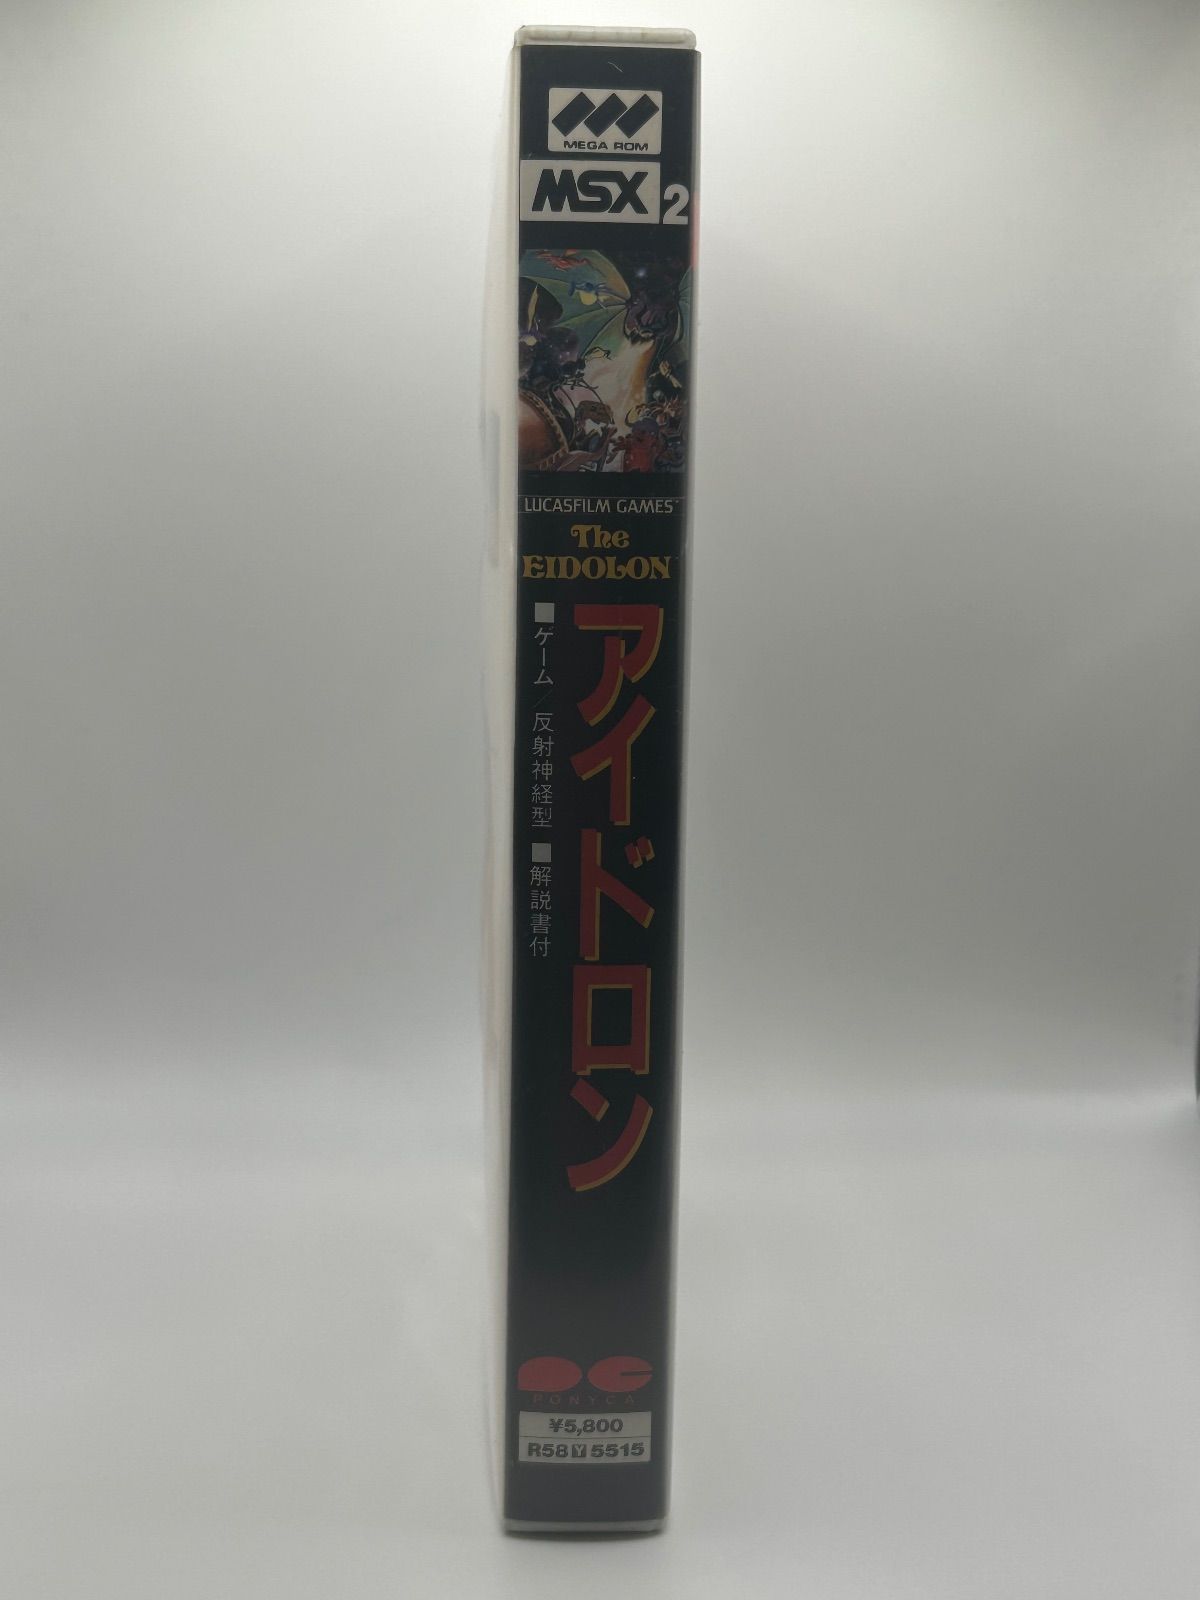 MEGA ROM
MSX 2
LUCASFILM GAMES™
The
EIDOLON
アイドロン
■ゲーム／反射神経型 ■解説書付
PONYCA
¥5,800
R58Y5515